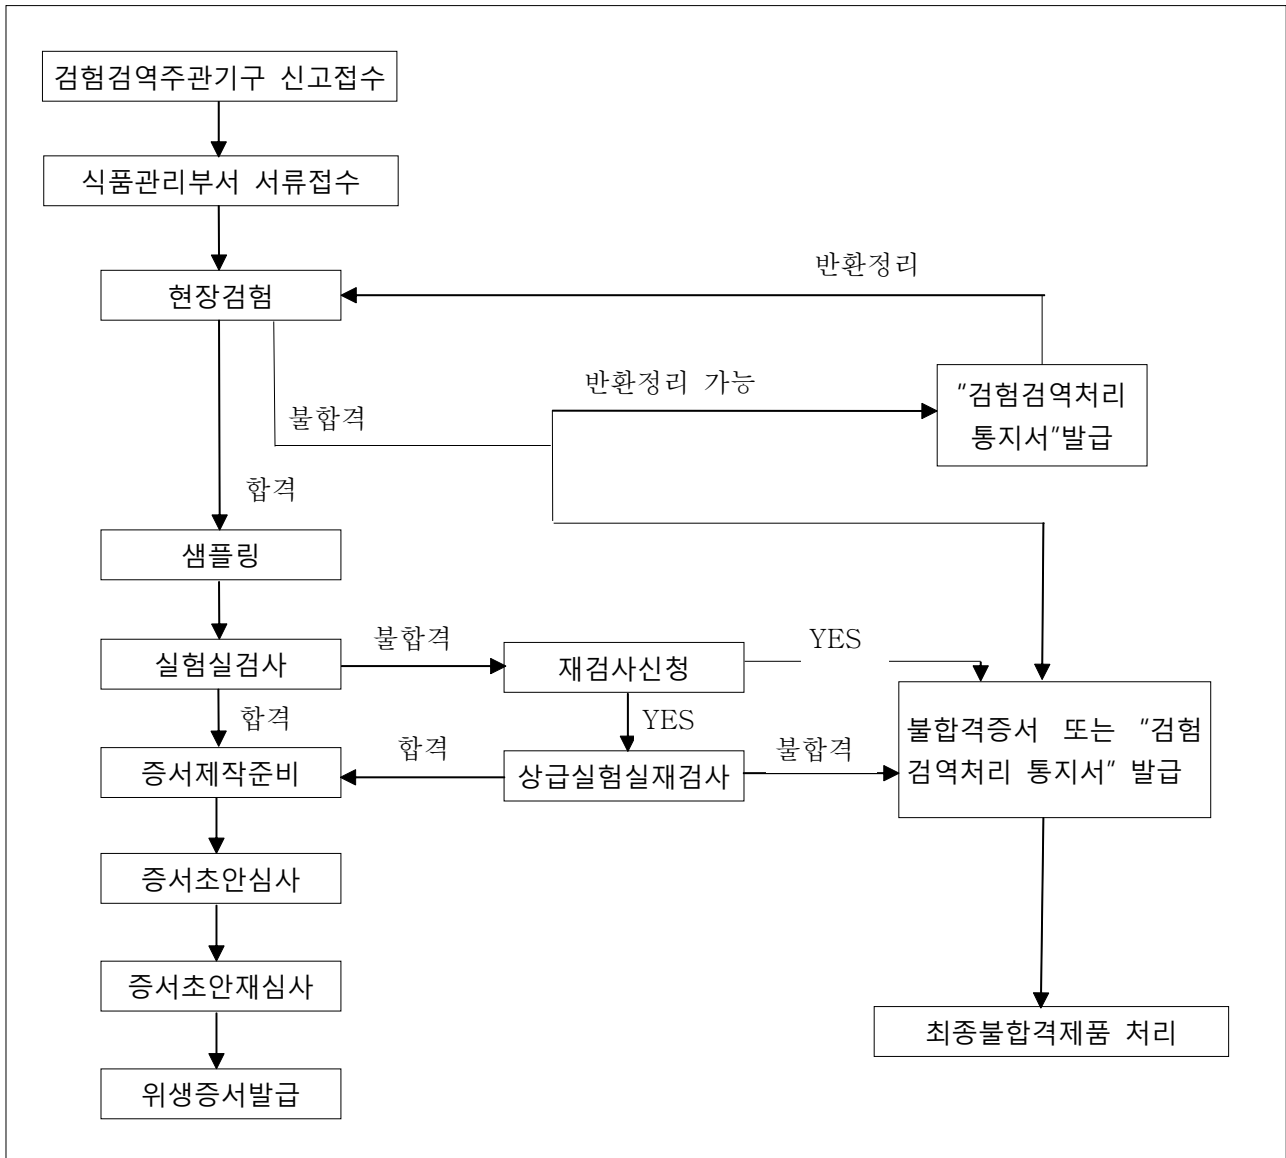 검험검역주관기구 신고접수
식품관리부서 서류접수
반환정리
현장검험
반환정리 가능
"검험검역처리
통지서"발급
불합격
합격
샘플링
불합격
YES
실험실검사
재검사신청
합격
YES
불합격증서 또는 "검험
검역처리 통지서" 발급
합격
불합격
증서제작준비
상급실험실재검사
증서초안심사
증서초안재심사
최종불합격제품 처리
위생증서발급